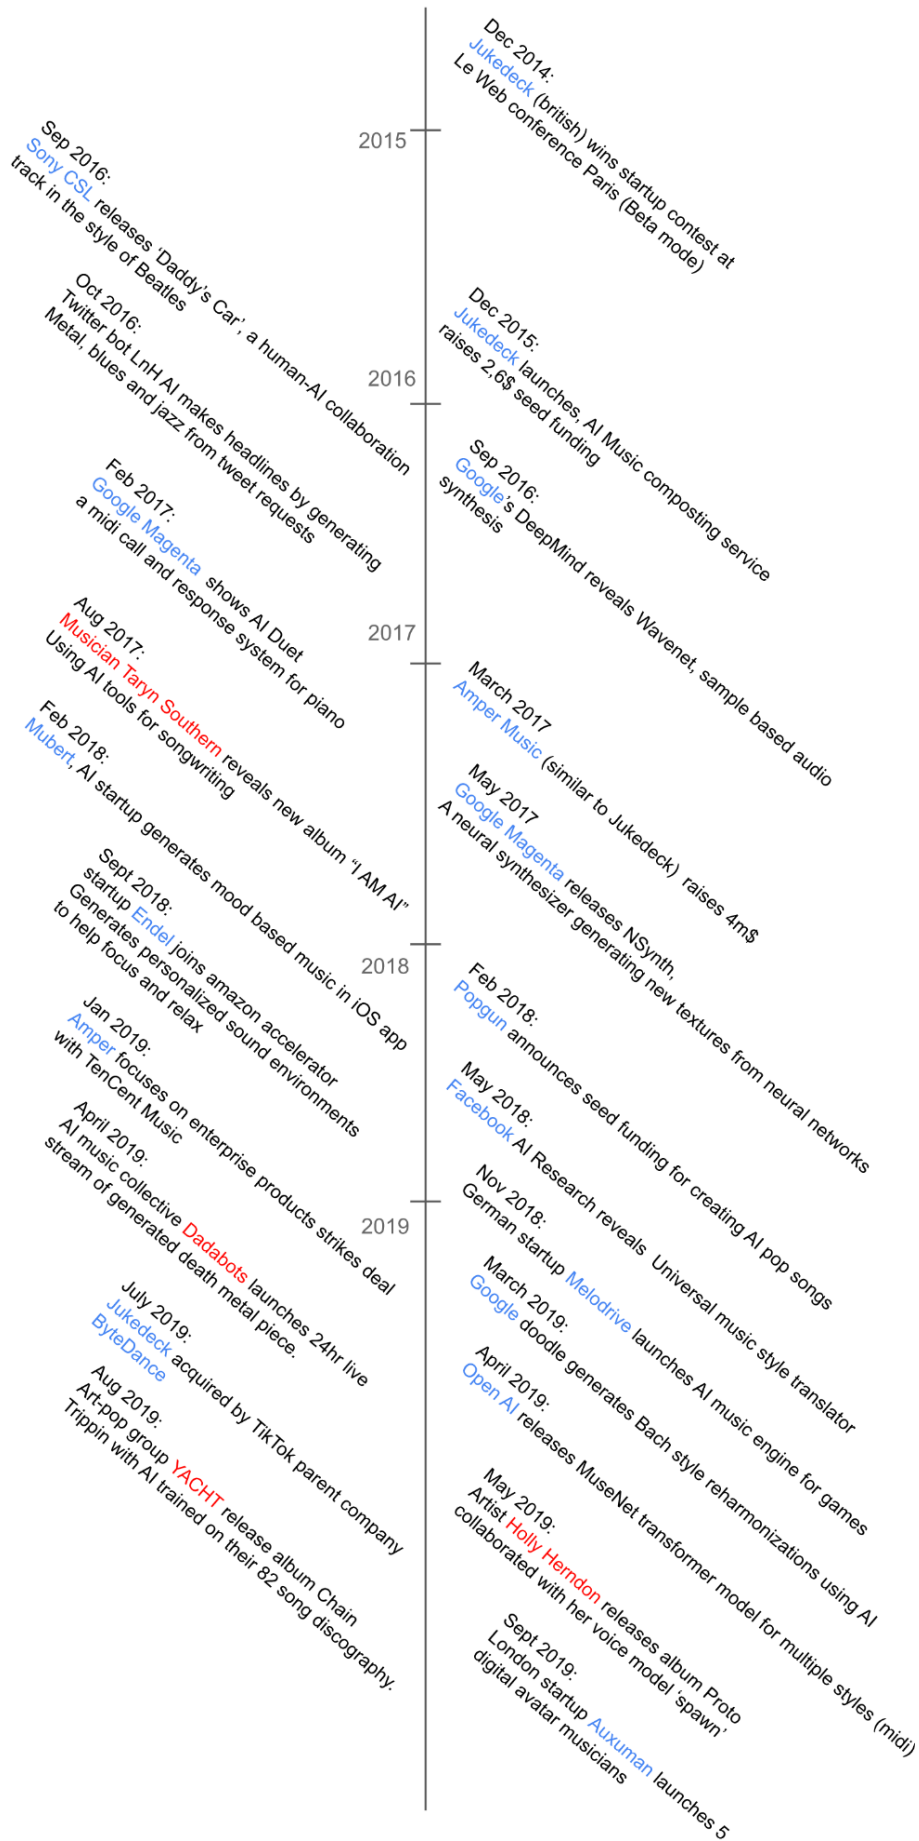 Sep 2016:
Sony CSL releases ‘Daddy’s Car’, a human-AI collaboration
track in the style of Beatles
Oct 2016:
Twitter bot LnH AI makes headlines by generating
Metal, blues and jazz from tweet requests
Feb 2017:
Google Magenta shows AI Duet
a midi call and response system for piano
Aug 2017:
Musician Taryn Southern reveals new album “I AM AI”
Using AI tools for songwriting
Feb 2018:
Mubert, AI startup generates mood based music in iOS app
Sept 2018:
startup Endel joins amazon accelerator
Generates personalized sound environments
to help focus and relax
Jan 2019:
Amper focuses on enterprise products strikes deal
with TenCent Music
April 2019:
AI music collective Dadabots launches 24hr live
stream of generated death metal piece.
July 2019:
Jukedeck acquired by TikTok parent company
ByteDance
Aug 2019:
Art-pop group YACHT release album Chain
Trippin with AI trained on their 82 song discography.
2015
2016
2017
2018
2019
Dec 2014:
Jukedeck (british) wins startup contest at
Le Web conference Paris (Beta mode)
Dec 2015:
Jukedeck launches, AI Music composting service
raises 2,6$ seed funding
Sep 2016:
Google’s DeepMind reveals Wavenet, sample based audio
synthesis
March 2017
Amper Music (similar to Jukedeck) raises 4m$
May 2017
Google Magenta releases NSynth,
A neural synthesizer generating new textures from neural networks
Feb 2018:
Popgun announces seed funding for creating AI pop songs
May 2018:
Facebook AI Research reveals Universal music style translator
Nov 2018:
German startup Melodrive launches AI music engine for games
March 2019:
Google doodle generates Bach style reharmonizations using AI
April 2019:
Open AI releases MuseNet transformer model for multiple styles (midi)
May 2019:
Artist Holly Herndon releases album Proto
collaborated with her voice model ‘spawn’
Sept 2019:
London startup Auxuman launches 5
digital avatar musicians